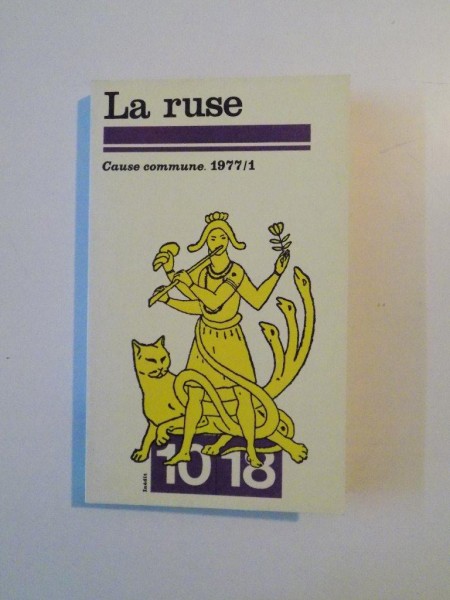 La ruse
Cause commune. 1977/1
Inédit
10 18